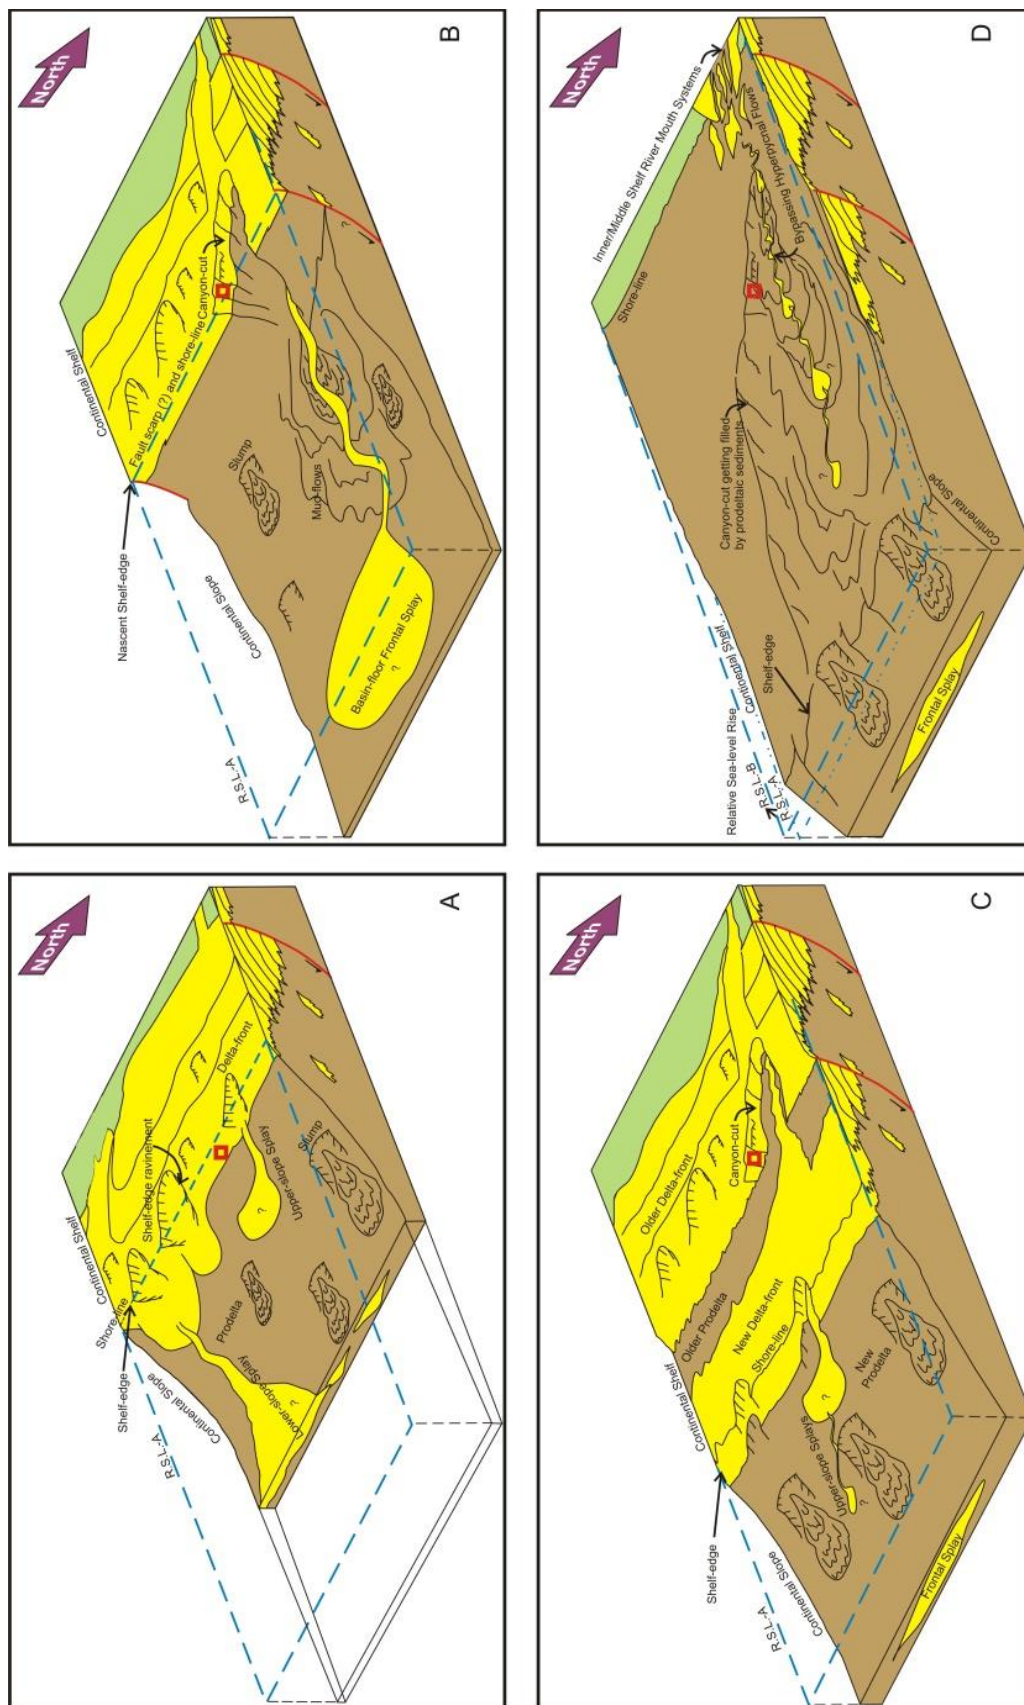 North
Continental Shelf
Shore-line
Shelf-edge
Continental Slope
R.S.L.-A
Shelf-edge ravinement
Delta-front
Upper-slope Splay
?
Slump
Prodelta
Lower-slope Splay
?
A
North
Continental Shelf
Fault scarp (?) and shore-line
Nascent Shelf-edge
Canyon-cut
R.S.L.-A
Continental Slope
Slump
Mud-flows
Basin-floor Frontal Splay
?
?
B
North
Continental Shelf
Older Delta-front
Canyon-cut
Older Prodelta
New Delta-front
Shore-line
Shelf-edge
R.S.L.-A
Continental Slope
Upper-slope Splays
?
?
New
Prodelta
Frontal Splay
C
North
Inner/Middle Shelf River Mouth Systems
Shore-line
Bypassing Hyperpycnal Flows
Canyon-cut getting filled
by prodeltaic sediments
?
?
Relative Sea-level Rise
Continental Shelf
R.S.L.-B
R.S.L.-A
Shelf-edge
Continental Slope
Frontal Splay
D